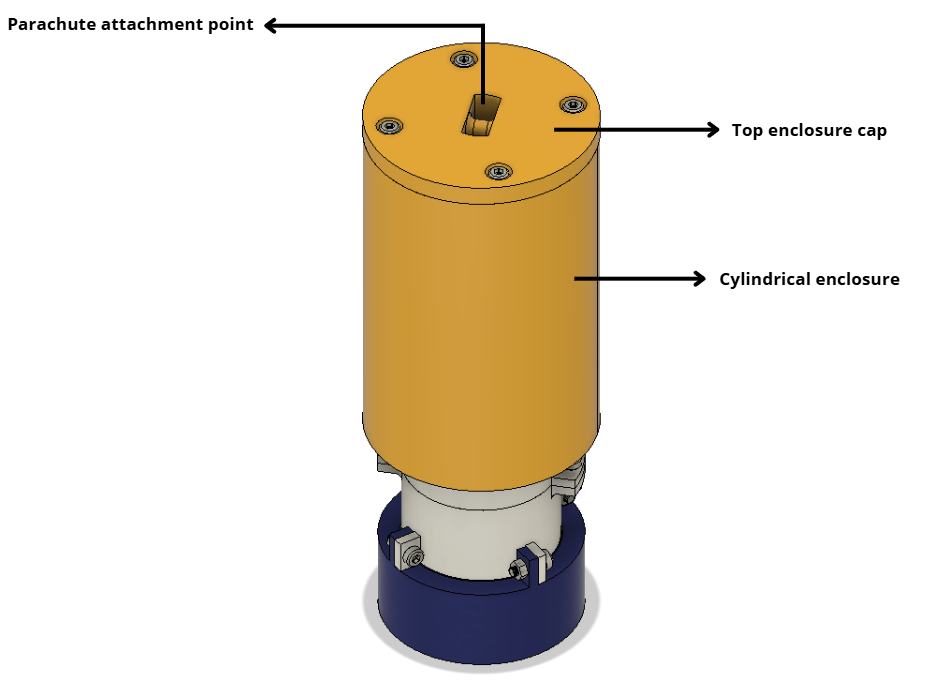 Parachute attachment point
Top enclosure cap
Cylindrical enclosure